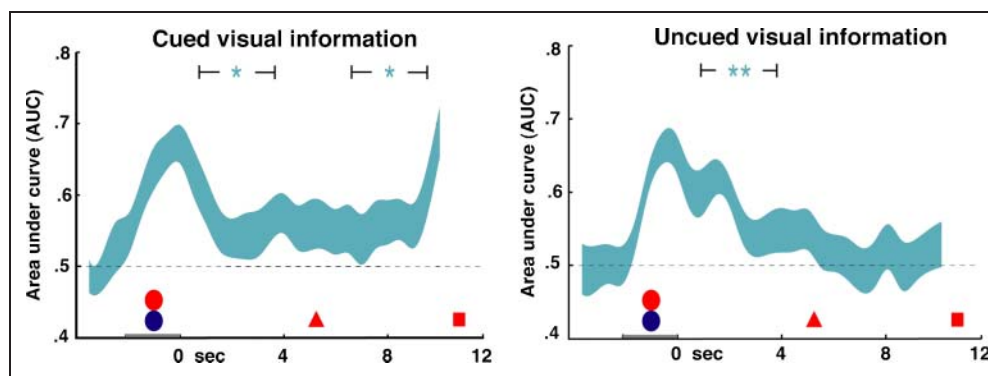 Cued visual information
.8
.7
.6
.5
.4
Area under curve (AUC)
* *
0 sec 4 8 12
Uncued visual information
.8
.7
.6
.5
.4
Area under curve (AUC)
**
0 sec 4 8 12